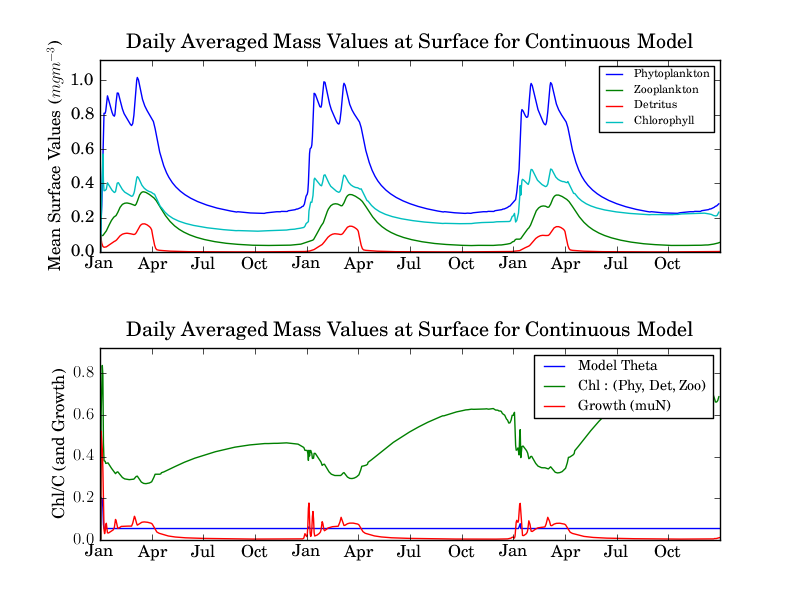 Daily Averaged Mass Values at Surface for Continuous Model
Mean Surface Values (mgm⁻³)
1.0
0.8
0.6
0.4
0.2
0.0
Phytoplankton
Zooplankton
Detritus
Chlorophyll
Jan Apr Jul Oct Jan Apr Jul Oct Jan Apr Jul Oct
Daily Averaged Mass Values at Surface for Continuous Model
Chl/C (and Growth)
0.8
0.6
0.4
0.2
0.0
Model Theta
Chl : (Phy, Det, Zoo)
Growth (muN)
Jan Apr Jul Oct Jan Apr Jul Oct Jan Apr Jul Oct